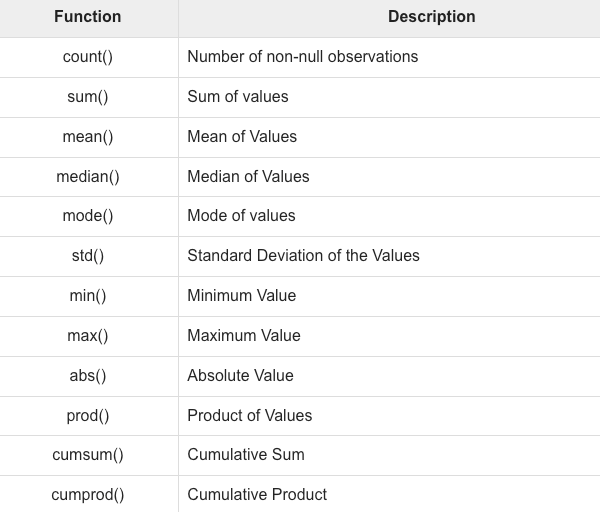 Function Description
count() Number of non-null observations
sum() Sum of values
mean() Mean of Values
median() Median of Values
mode() Mode of values
std() Standard Deviation of the Values
min() Minimum Value
max() Maximum Value
abs() Absolute Value
prod() Product of Values
cumsum() Cumulative Sum
cumprod() Cumulative Product